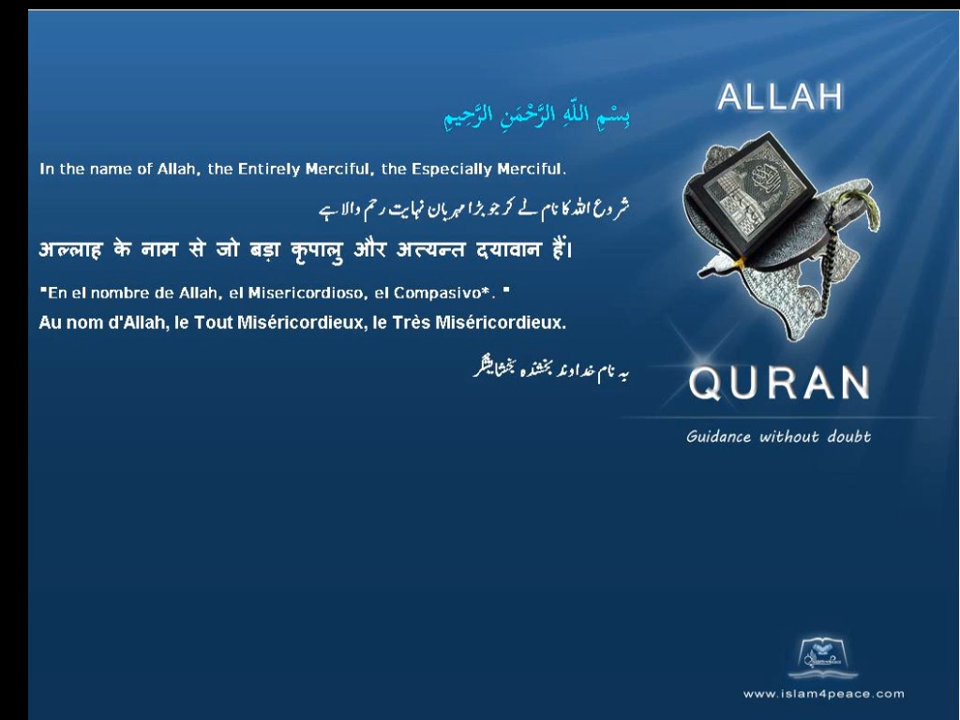 بِسْمِ اللَّهِ الرَّحْمَنِ الرَّحِيمِ
In the name of Allah, the Entirely Merciful, the Especially Merciful.
شروع الله کا نام لے کر جو بڑا مہربان نہایت رحم والا ہے
अल्लाह के नाम से जो बड़ा कृपालु और अत्यन्त दयावान हैं।
"En el nombre de Allah, el Misericordioso, el Compasivo*. "
Au nom d'Allah, le Tout Miséricordieux, le Très Miséricordieux.
به نام خداوند بخشنده بخشایشگر
ALLAH
QURAN
Guidance without doubt
www.islam4peace.com